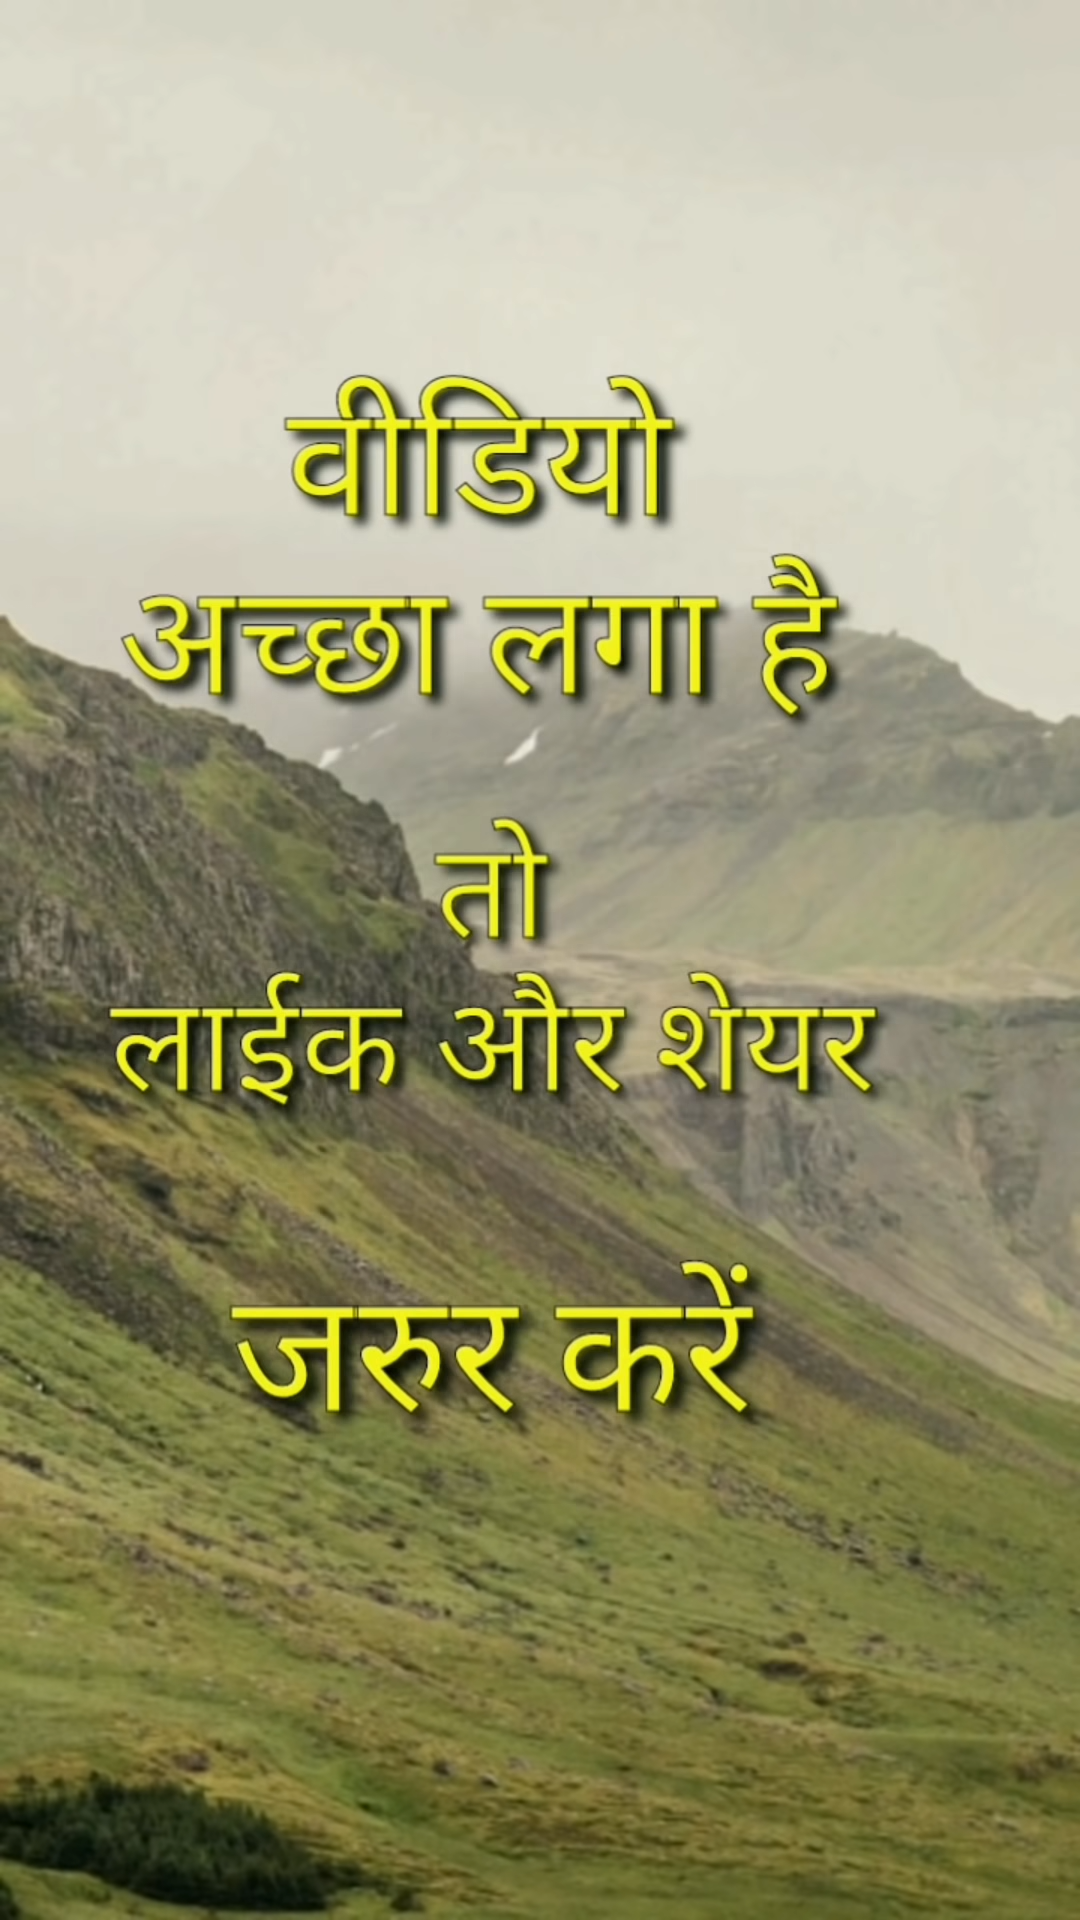 वीडियो
अच्छा लगा है
तो
लाईक और शेयर
जरुर करें